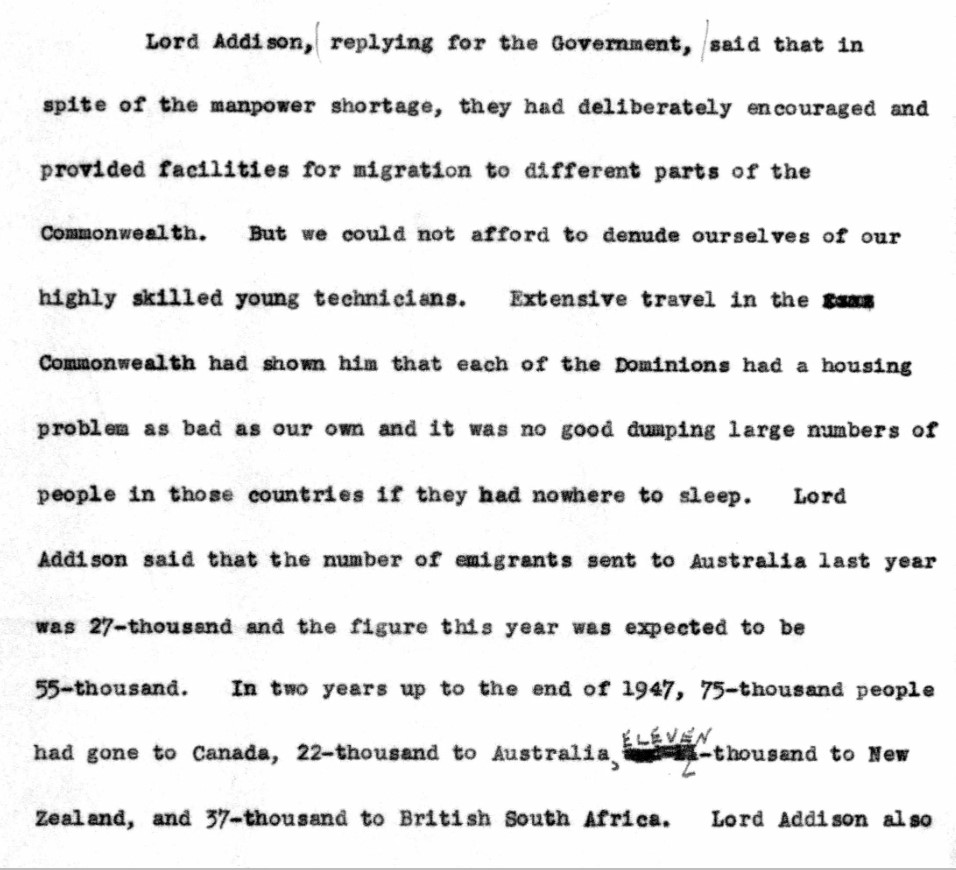 Lord Addison, replying for the Government, said that in
spite of the manpower shortage, they had deliberately encouraged and
provided facilities for migration to different parts of the
Commonwealth. But we could not afford to denude ourselves of our
highly skilled young technicians. Extensive travel in the
Commonwealth had shown him that each of the Dominions had a housing
problem as bad as our own and it was no good dumping large numbers of
people in those countries if they had nowhere to sleep. Lord
Addison said that the number of emigrants sent to Australia last year
was 27-thousand and the figure this year was expected to be
55-thousand. In two years up to the end of 1947, 75-thousand people
had gone to Canada, 22-thousand to Australia, ELEVEN-thousand to New
Zealand, and 37-thousand to British South Africa. Lord Addison also